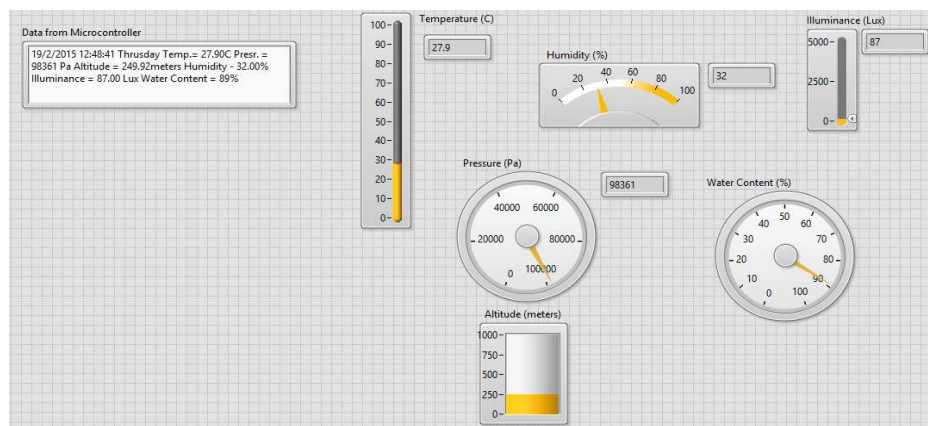 Data from Microcontroller
19/2/2015 12:48:41 Thrusday Temp.= 27.90C Presr. =
98361 Pa Altitude = 249.92meters Humidity - 32.00%
Illuminance = 87.00 Lux Water Content = 89%
Temperature (C)
27.9
100
90
80
70
60
50
40
30
20
10
0
Humidity (%)
0 20 40 60 80 100
32
Illuminance (Lux)
87
5000
2500
0
Pressure (Pa)
98361
40000 60000
20000 80000
0 100000
Water Content (%)
40 50 60
30 70
20 80
10 90
0 100
Altitude (meters)
1000
750
500
250
0